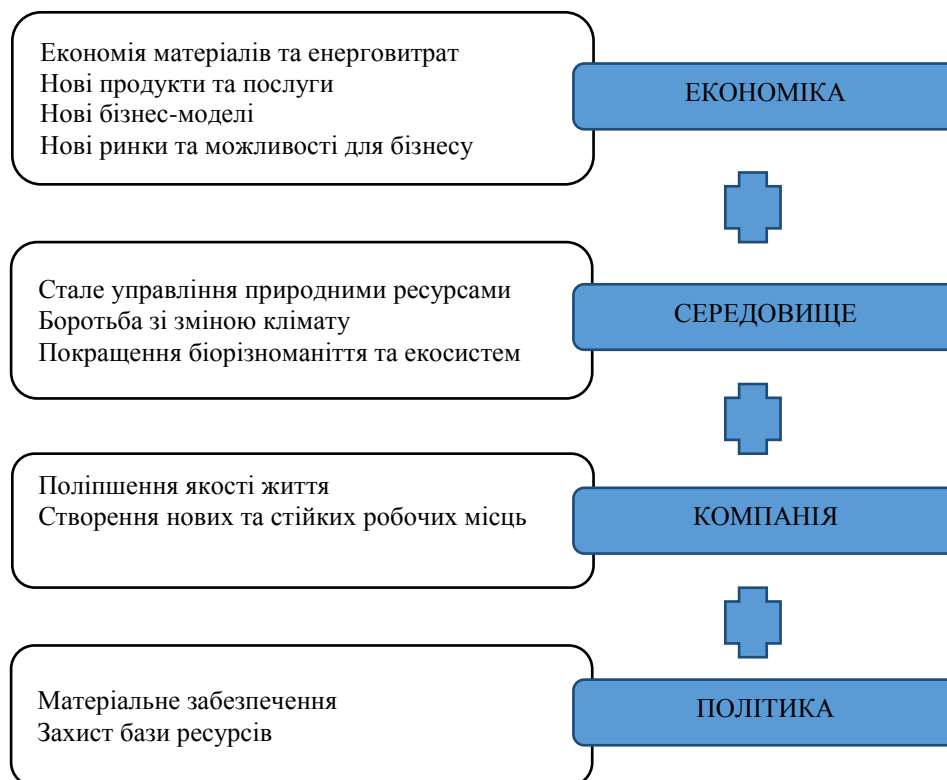 Економія матеріалів та енерговитрат
Нові продукти та послуги
Нові бізнес-моделі
Нові ринки та можливості для бізнесу
ЕКОНОМІКА
Стале управління природними ресурсами
Боротьба зі зміною клімату
Покращення біорізноманіття та екосистем
СЕРЕДОВИЩЕ
Поліпшення якості життя
Створення нових та стійких робочих місць
КОМПАНІЯ
Матеріальне забезпечення
Захист бази ресурсів
ПОЛІТИКА